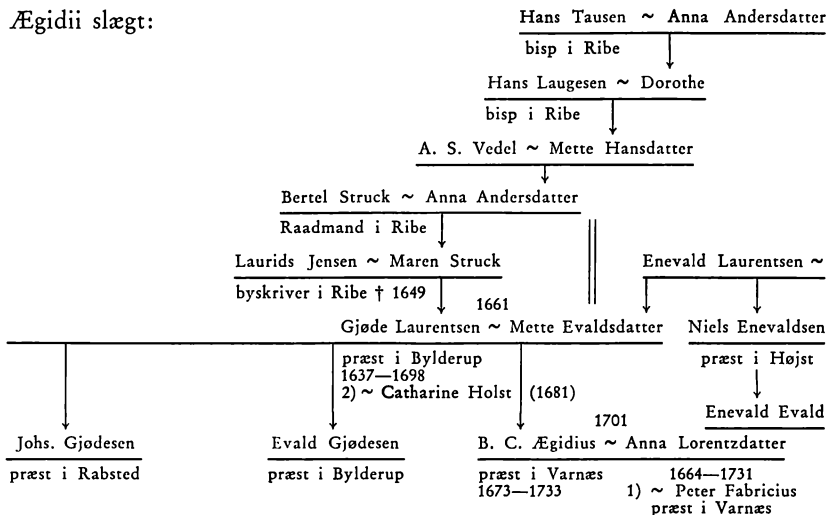 Ægidii slægt:
Hans Tausen ~ Anna Andersdatter
bisp i Ribe
Hans Laugesen ~ Dorothe
bisp i Ribe
A. S. Vedel ~ Mette Hansdatter
Bertel Struck ~ Anna Andersdatter
Raadmand i Ribe
Laurids Jensen ~ Maren Struck
Enevald Laurentsen ~
byskriver i Ribe † 1649
1661
Gjøde Laurentsen ~ Mette Evaldsdatter
Niels Enevaldsen
præst i Bylderup
præst i Højst
1637—1698
2) ~ Catharine Holst (1681)
Enevald Evald
1701
Johs. Gjødesen
Evald Gjødesen
B. C. Ægidius ~ Anna Lorentzdatter
præst i Rabsted
præst i Bylderup
præst i Varnæs
1664—1731
1673—1733
1) ~ Peter Fabricius
præst i Varnæs